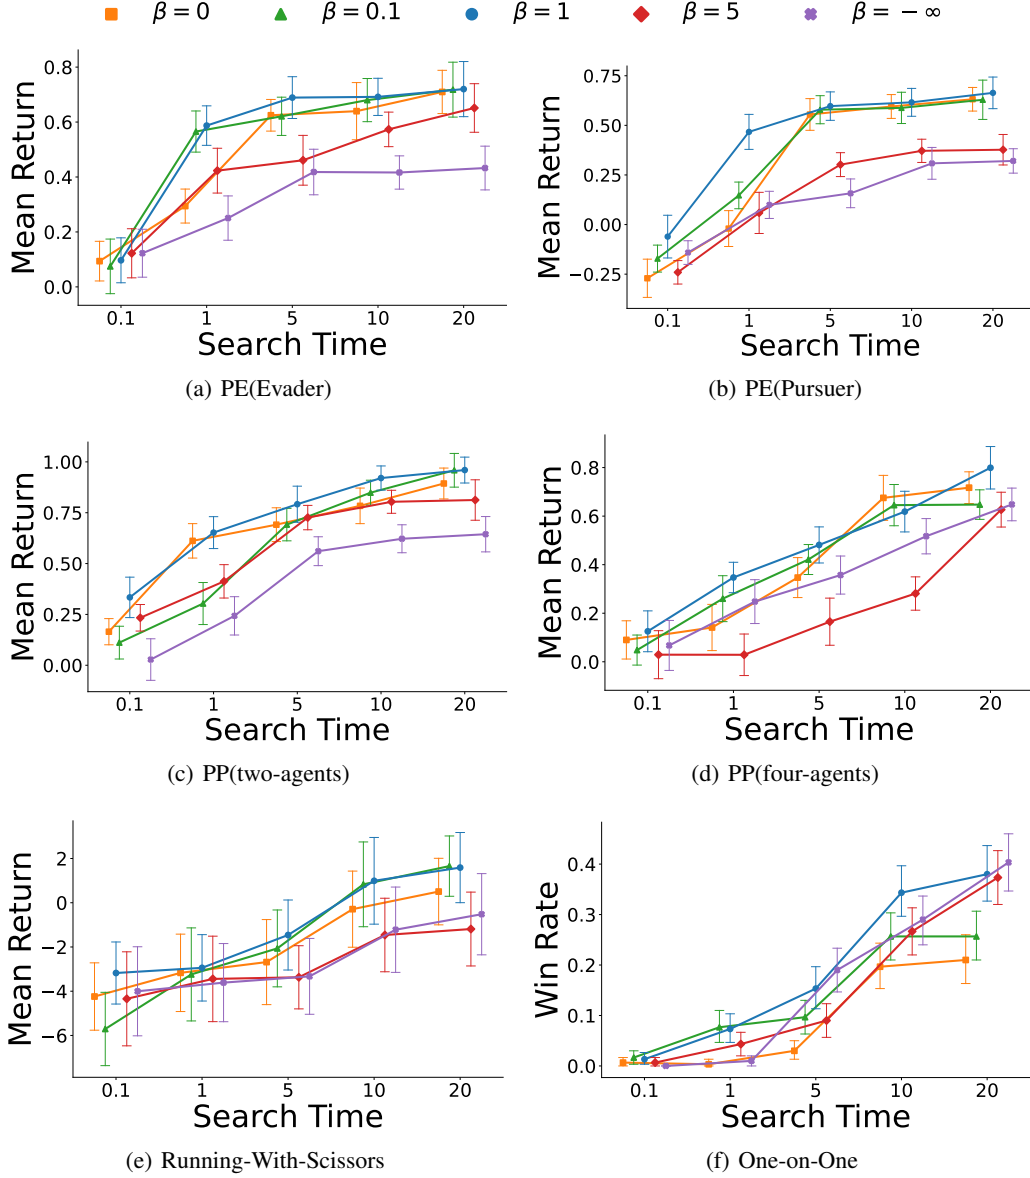 β = 0 β = 0.1 β = 1 β = 5 β = − ∞
Mean Return
0.8
0.6
0.4
0.2
0.0
0.1 1 5 10 20
Search Time
(a) PE(Evader)
Mean Return
0.75
0.50
0.25
0.00
−0.25
0.1 1 5 10 20
Search Time
(b) PE(Pursuer)
Mean Return
1.00
0.75
0.50
0.25
0.00
0.1 1 5 10 20
Search Time
(c) PP(two-agents)
Mean Return
0.8
0.6
0.4
0.2
0.0
0.1 1 5 10 20
Search Time
(d) PP(four-agents)
Mean Return
2
0
−2
−4
−6
0.1 1 5 10 20
Search Time
(e) Running-With-Scissors
Win Rate
0.4
0.3
0.2
0.1
0.0
0.1 1 5 10 20
Search Time
(f) One-on-One